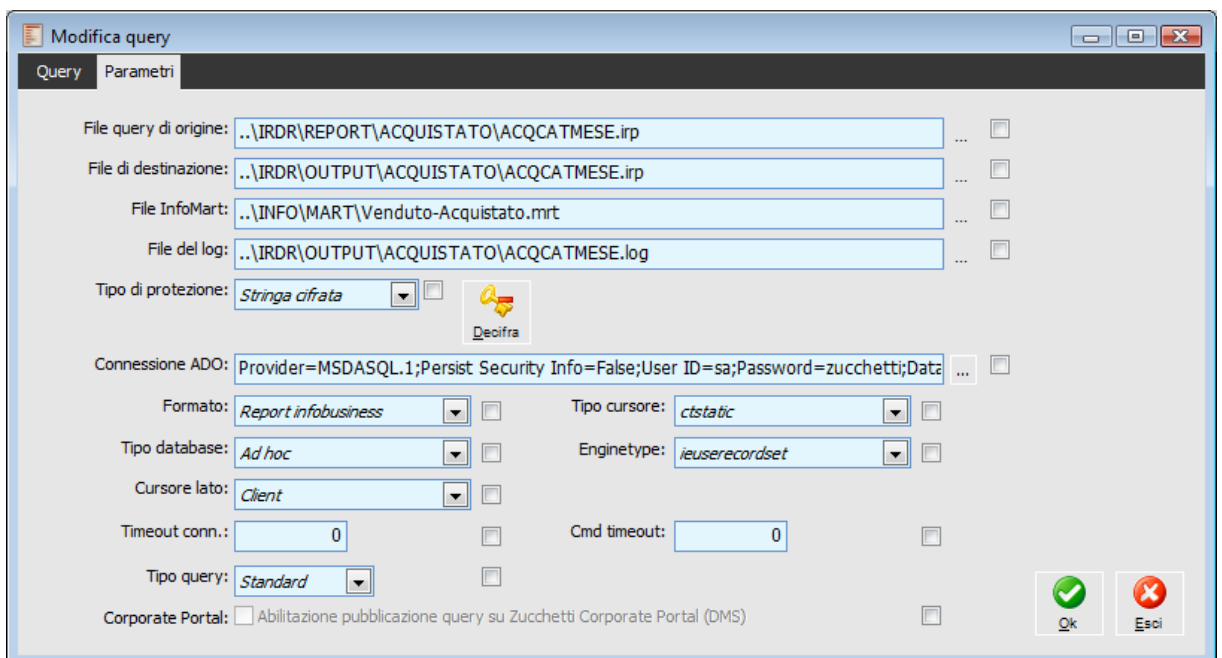 Modifica query
Query Parametri
File query di origine: ..\IRDR\REPORT\ACQUISTATO\ACQCATMESE.irp ...
File di destinazione: ..\IRDR\OUTPUT\ACQUISTATO\ACQCATMESE.irp ...
File InfoMart: ..\INFO\MART\Venduto-Acquistato.mrt ...
File del log: ..\IRDR\OUTPUT\ACQUISTATO\ACQCATMESE.log ...
Tipo di protezione: Stringa cifrata
Decifra
Connessione ADO: Provider=MSDASQL.1;Persist Security Info=False;User ID=sa;Password=zucchetti;Data ...
Formato: Report infobusiness Tipo cursore: ctstatic
Tipo database: Ad hoc Enginetype: ieuserecordset
Cursore lato: Client
Timeout conn.: 0 Cmd timeout: 0
Tipo query: Standard
Corporate Portal: Abilitazione pubblicazione query su Zucchetti Corporate Portal (DMS)
Ok Esci